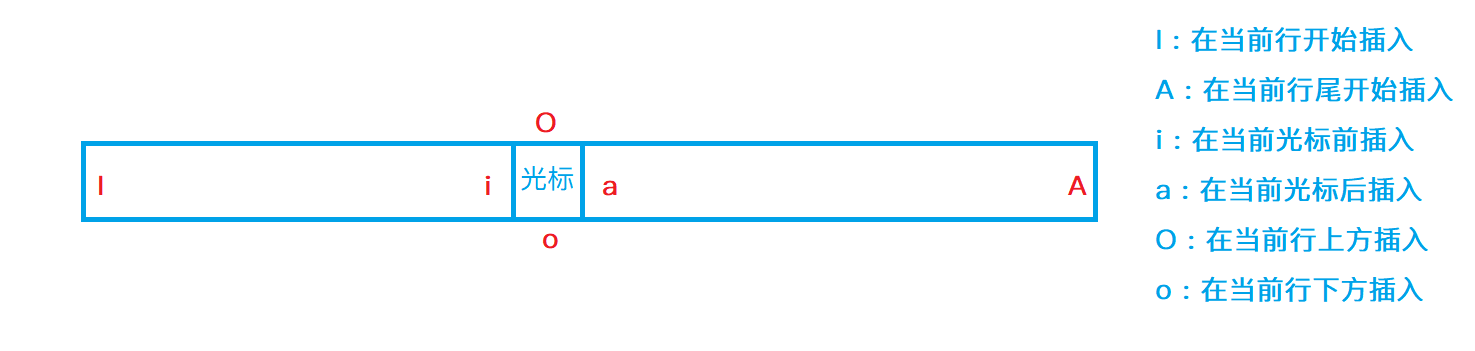 O
I i 光标 a A
o
I：在当前行开始插入
A：在当前行尾开始插入
i：在当前光标前插入
a：在当前光标后插入
O：在当前行上方插入
o：在当前行下方插入